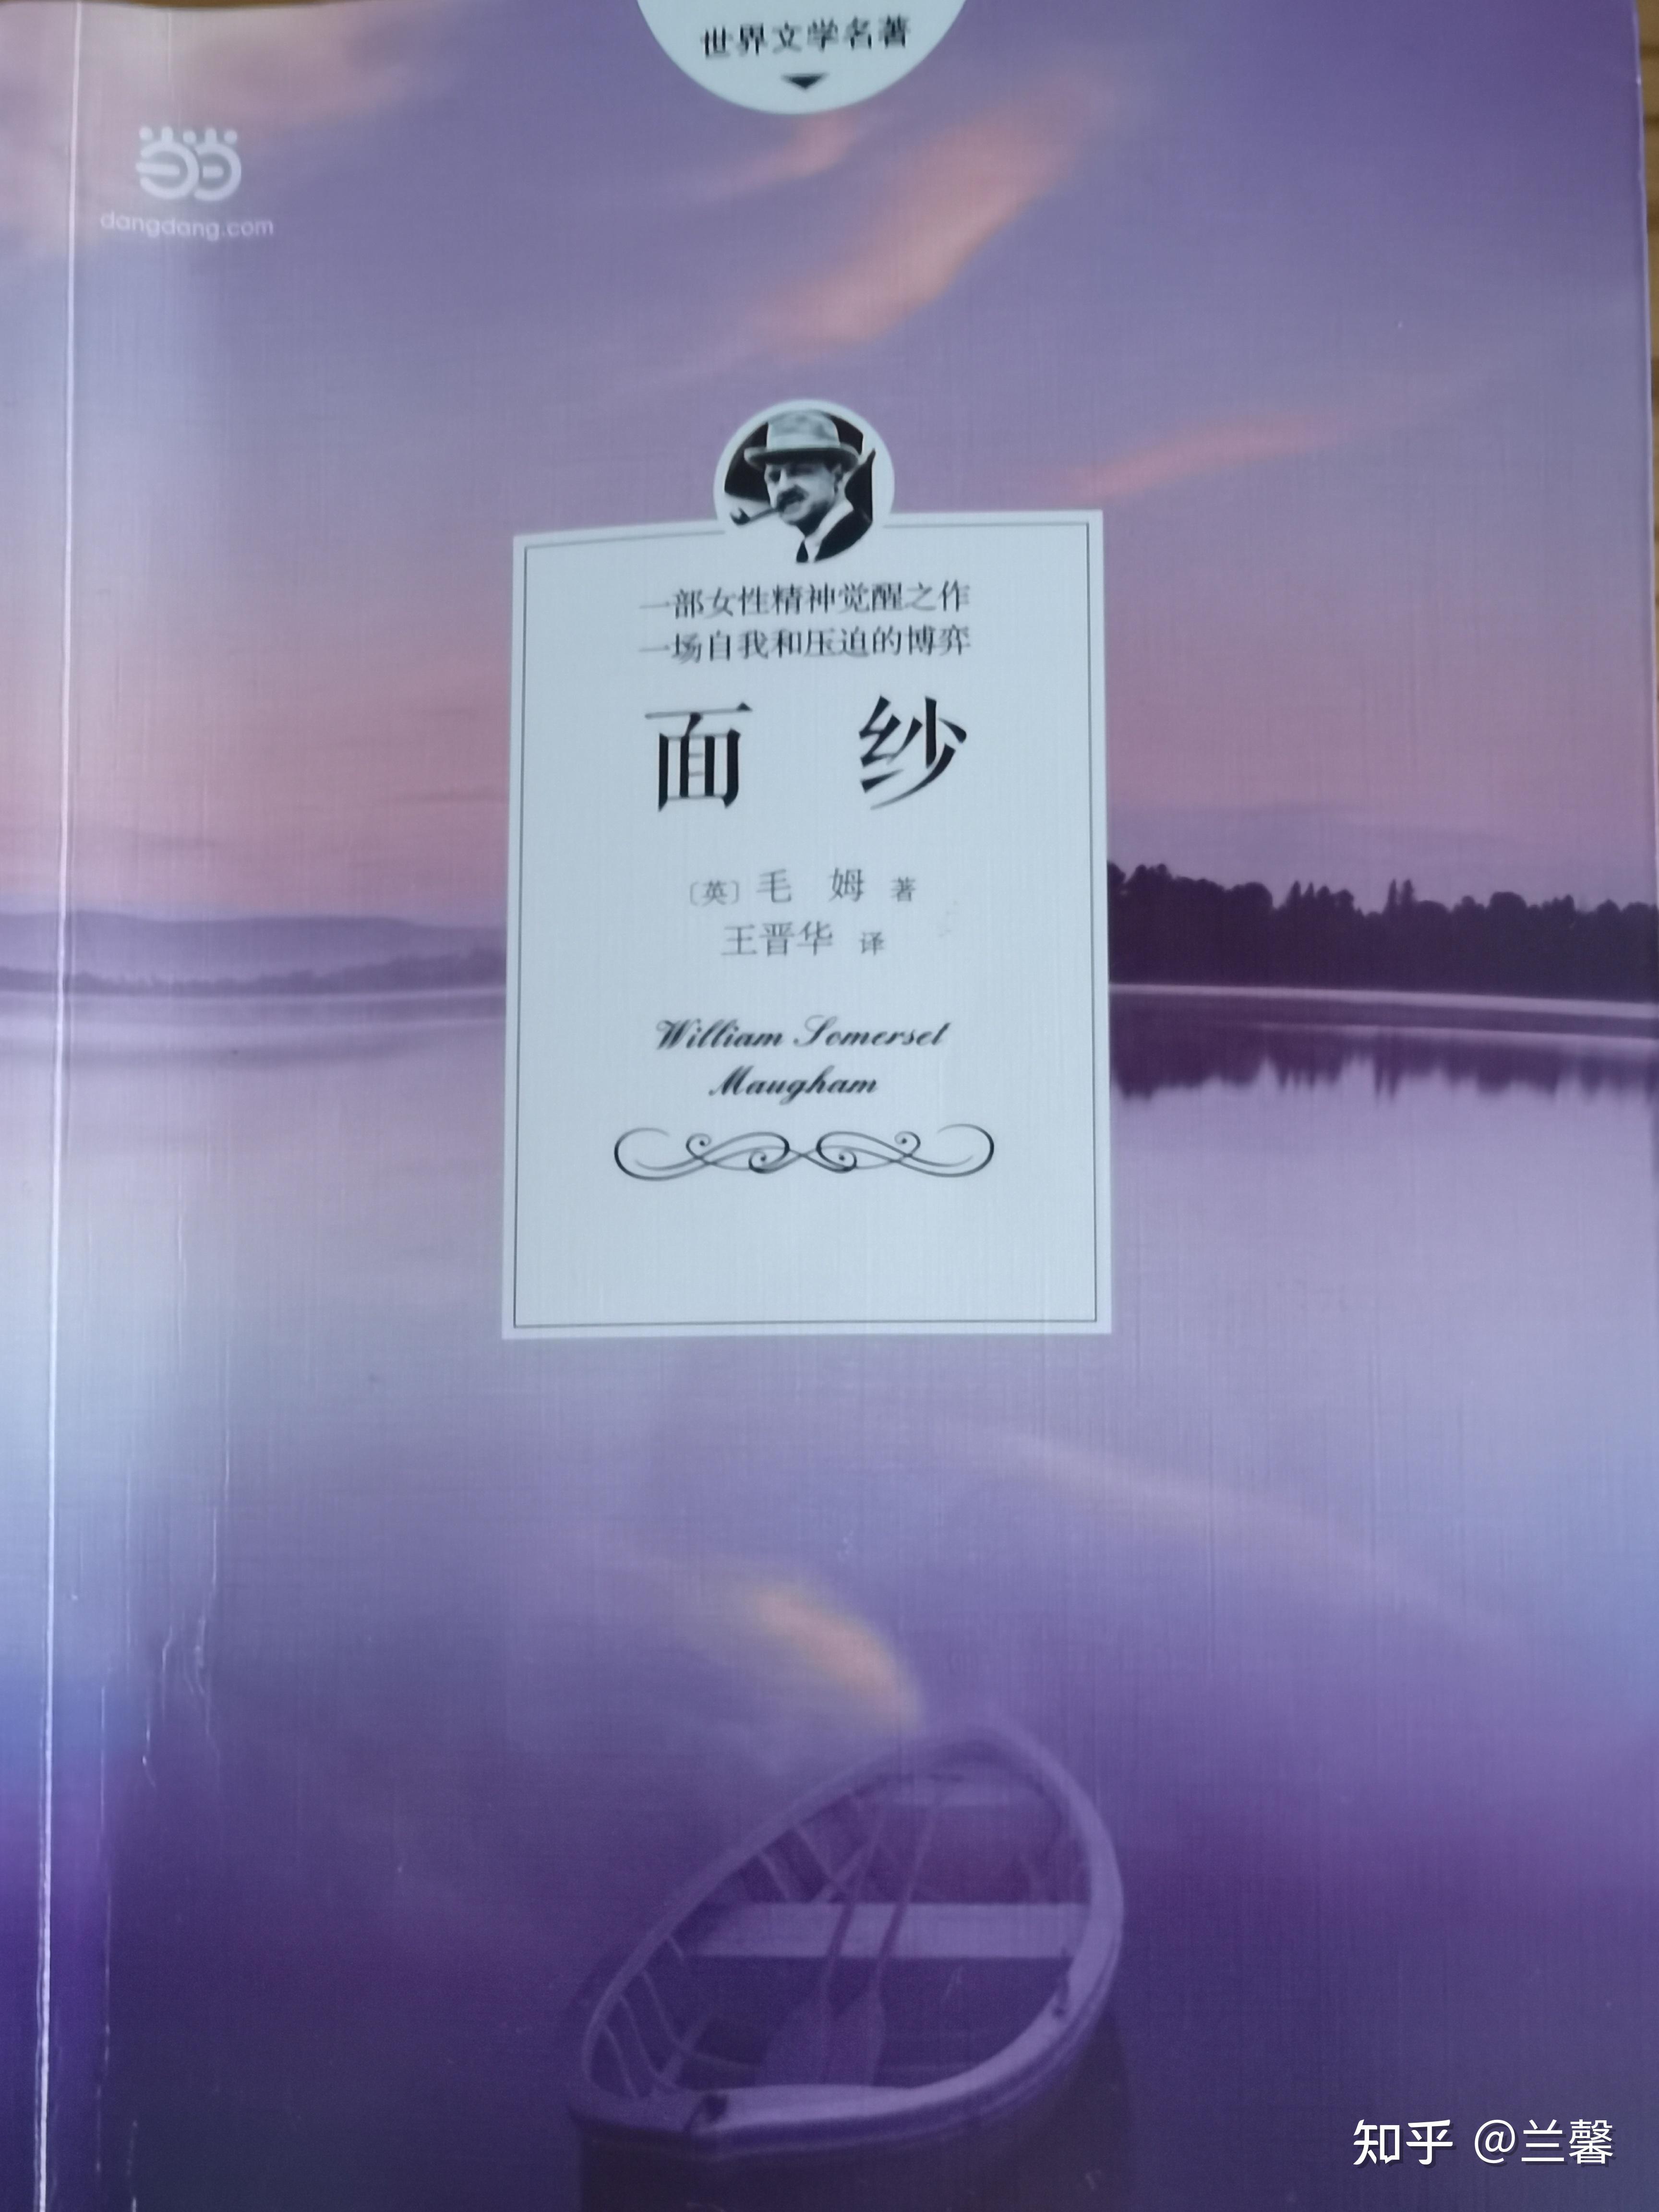 世界文学名著
dangdang.com
一部女性精神觉醒之作
一场自我和压迫的博弈
面 纱
〔英〕毛 姆 著
王晋华 译
William Somerset
Maugham
知乎 @兰馨